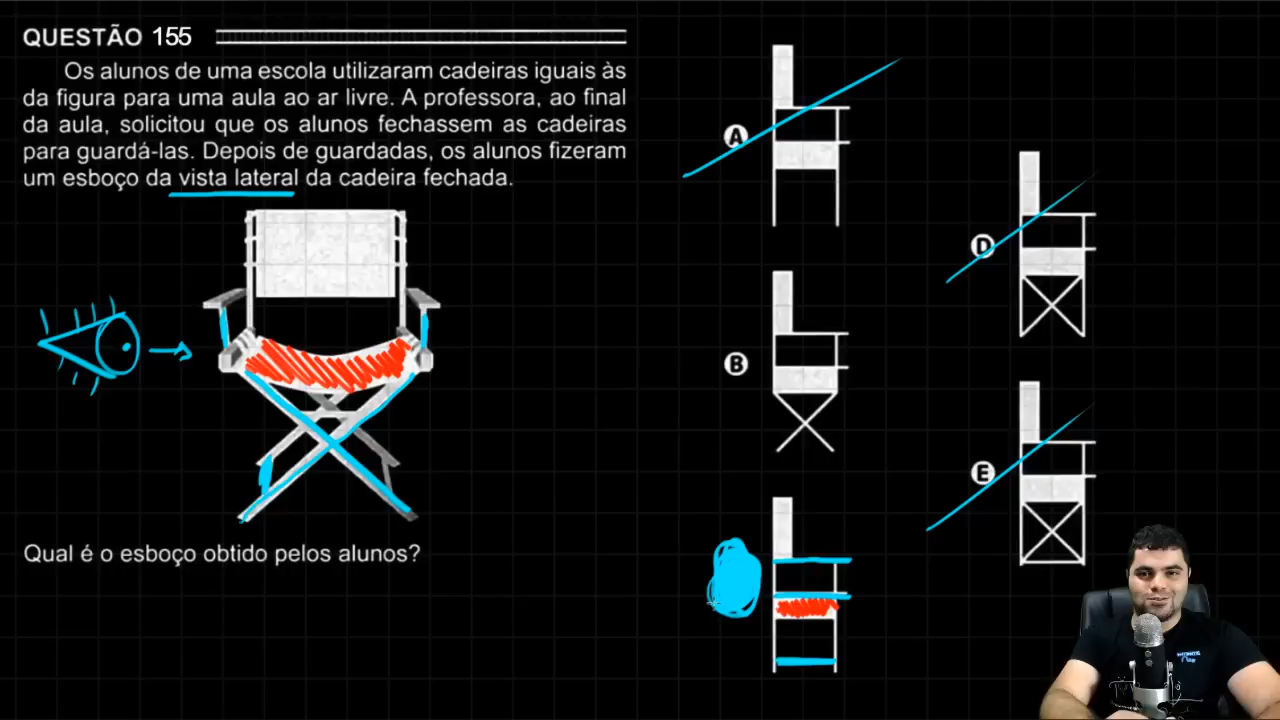 QUESTÃO 155
Os alunos de uma escola utilizaram cadeiras iguais às
da figura para uma aula ao ar livre. A professora, ao final
da aula, solicitou que os alunos fechassem as cadeiras
para guardá-las. Depois de guardadas, os alunos fizeram
um esboço da vista lateral da cadeira fechada.
Qual é o esboço obtido pelos alunos?
A
B
D
E